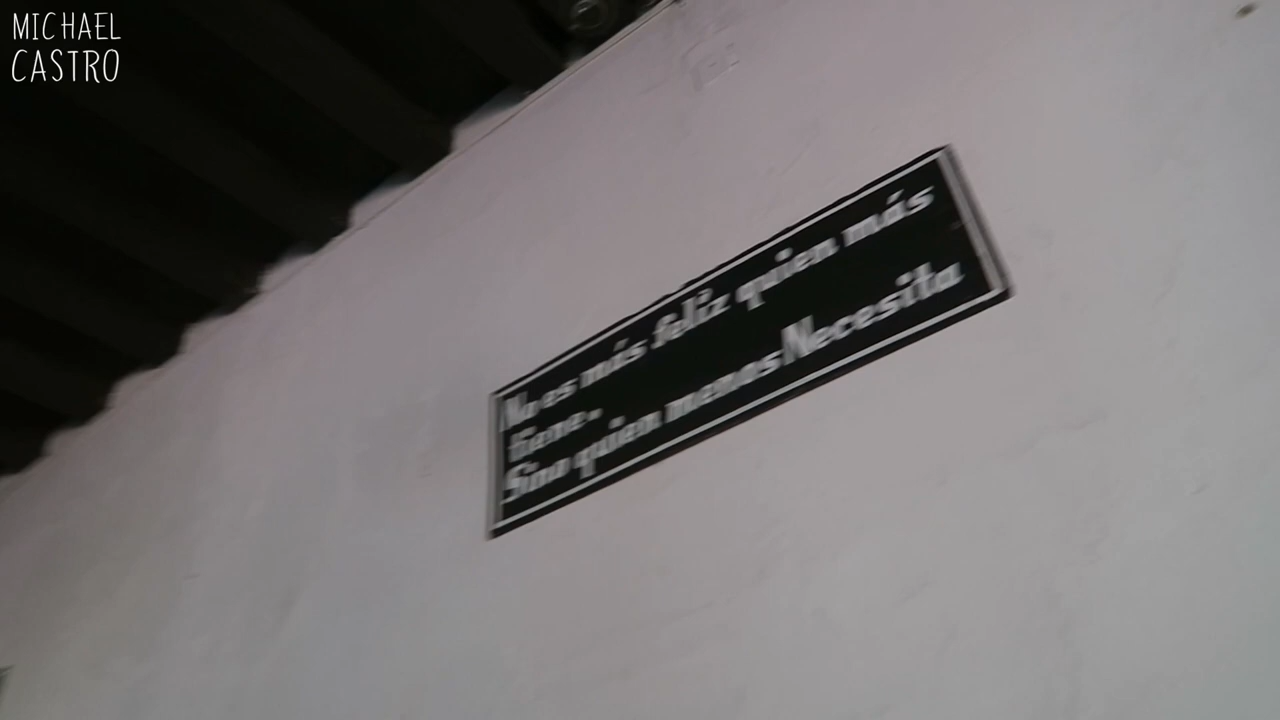 MICHAEL
CASTRO
No es más feliz quien más
tiene.
Sino quien menos Necesita